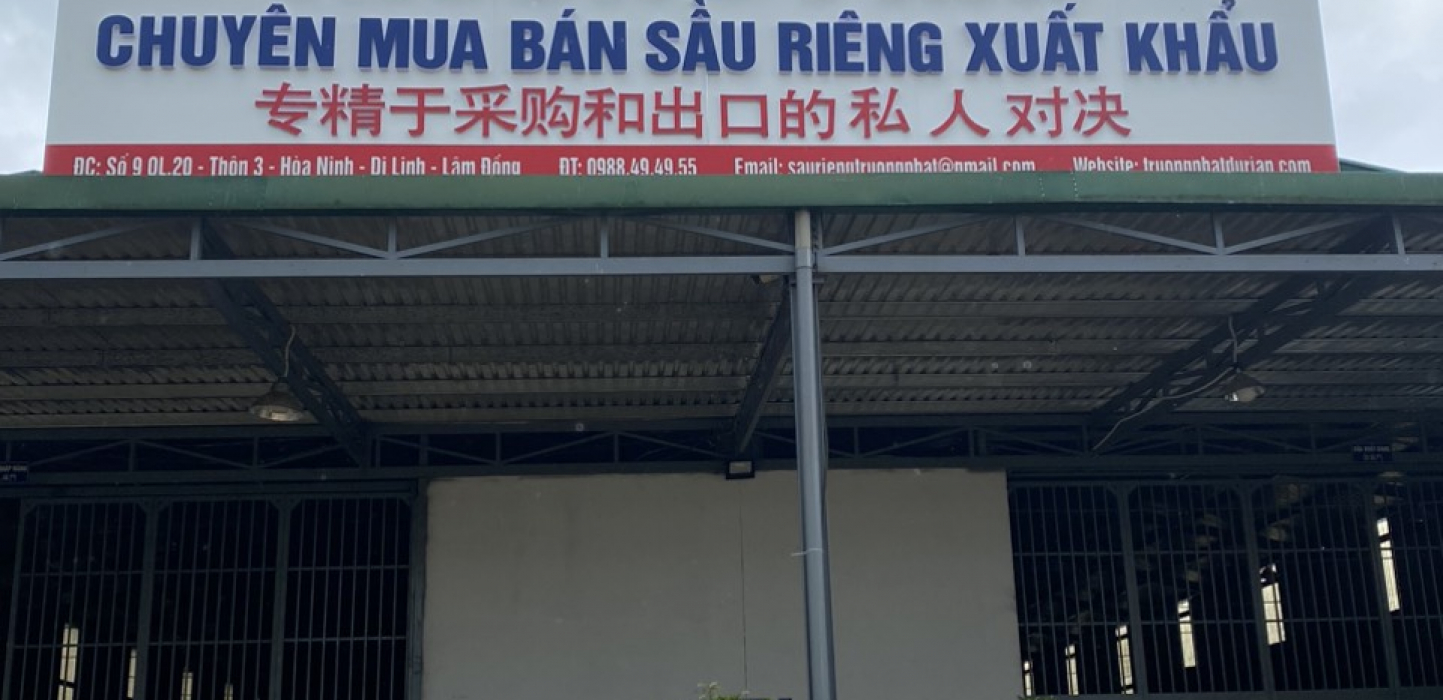 CHUYÊN MUA BÁN SẦU RIÊNG XUẤT KHẨU
专精于采购和出口的私人对决
ĐC: Số 9 QL.20 - Thôn 3 - Hòa Ninh - Di Linh - Lâm Đồng ĐT: 0988.49.49.55 Email: saurientruongphat@gmail.com Website: truongphatdurian.com